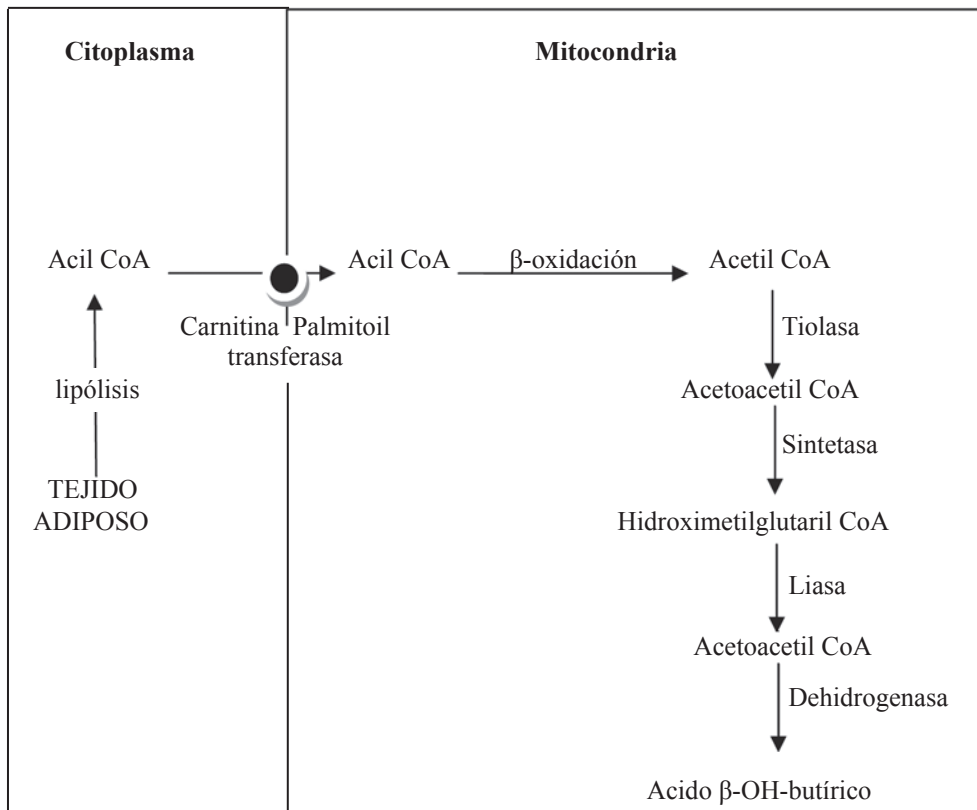 Citoplasma
Mitocondria
Acil CoA
Acil CoA
β-oxidación
Acetil CoA
Carnitina Palmitoil
transferasa
Tiolasa
lipólisis
Acetoacetil CoA
Sintetasa
TEJIDO
ADIPOSO
Hidroximetilglutaril CoA
Liasa
Acetoacetil CoA
Dehidrogenasa
Acido β-OH-butírico